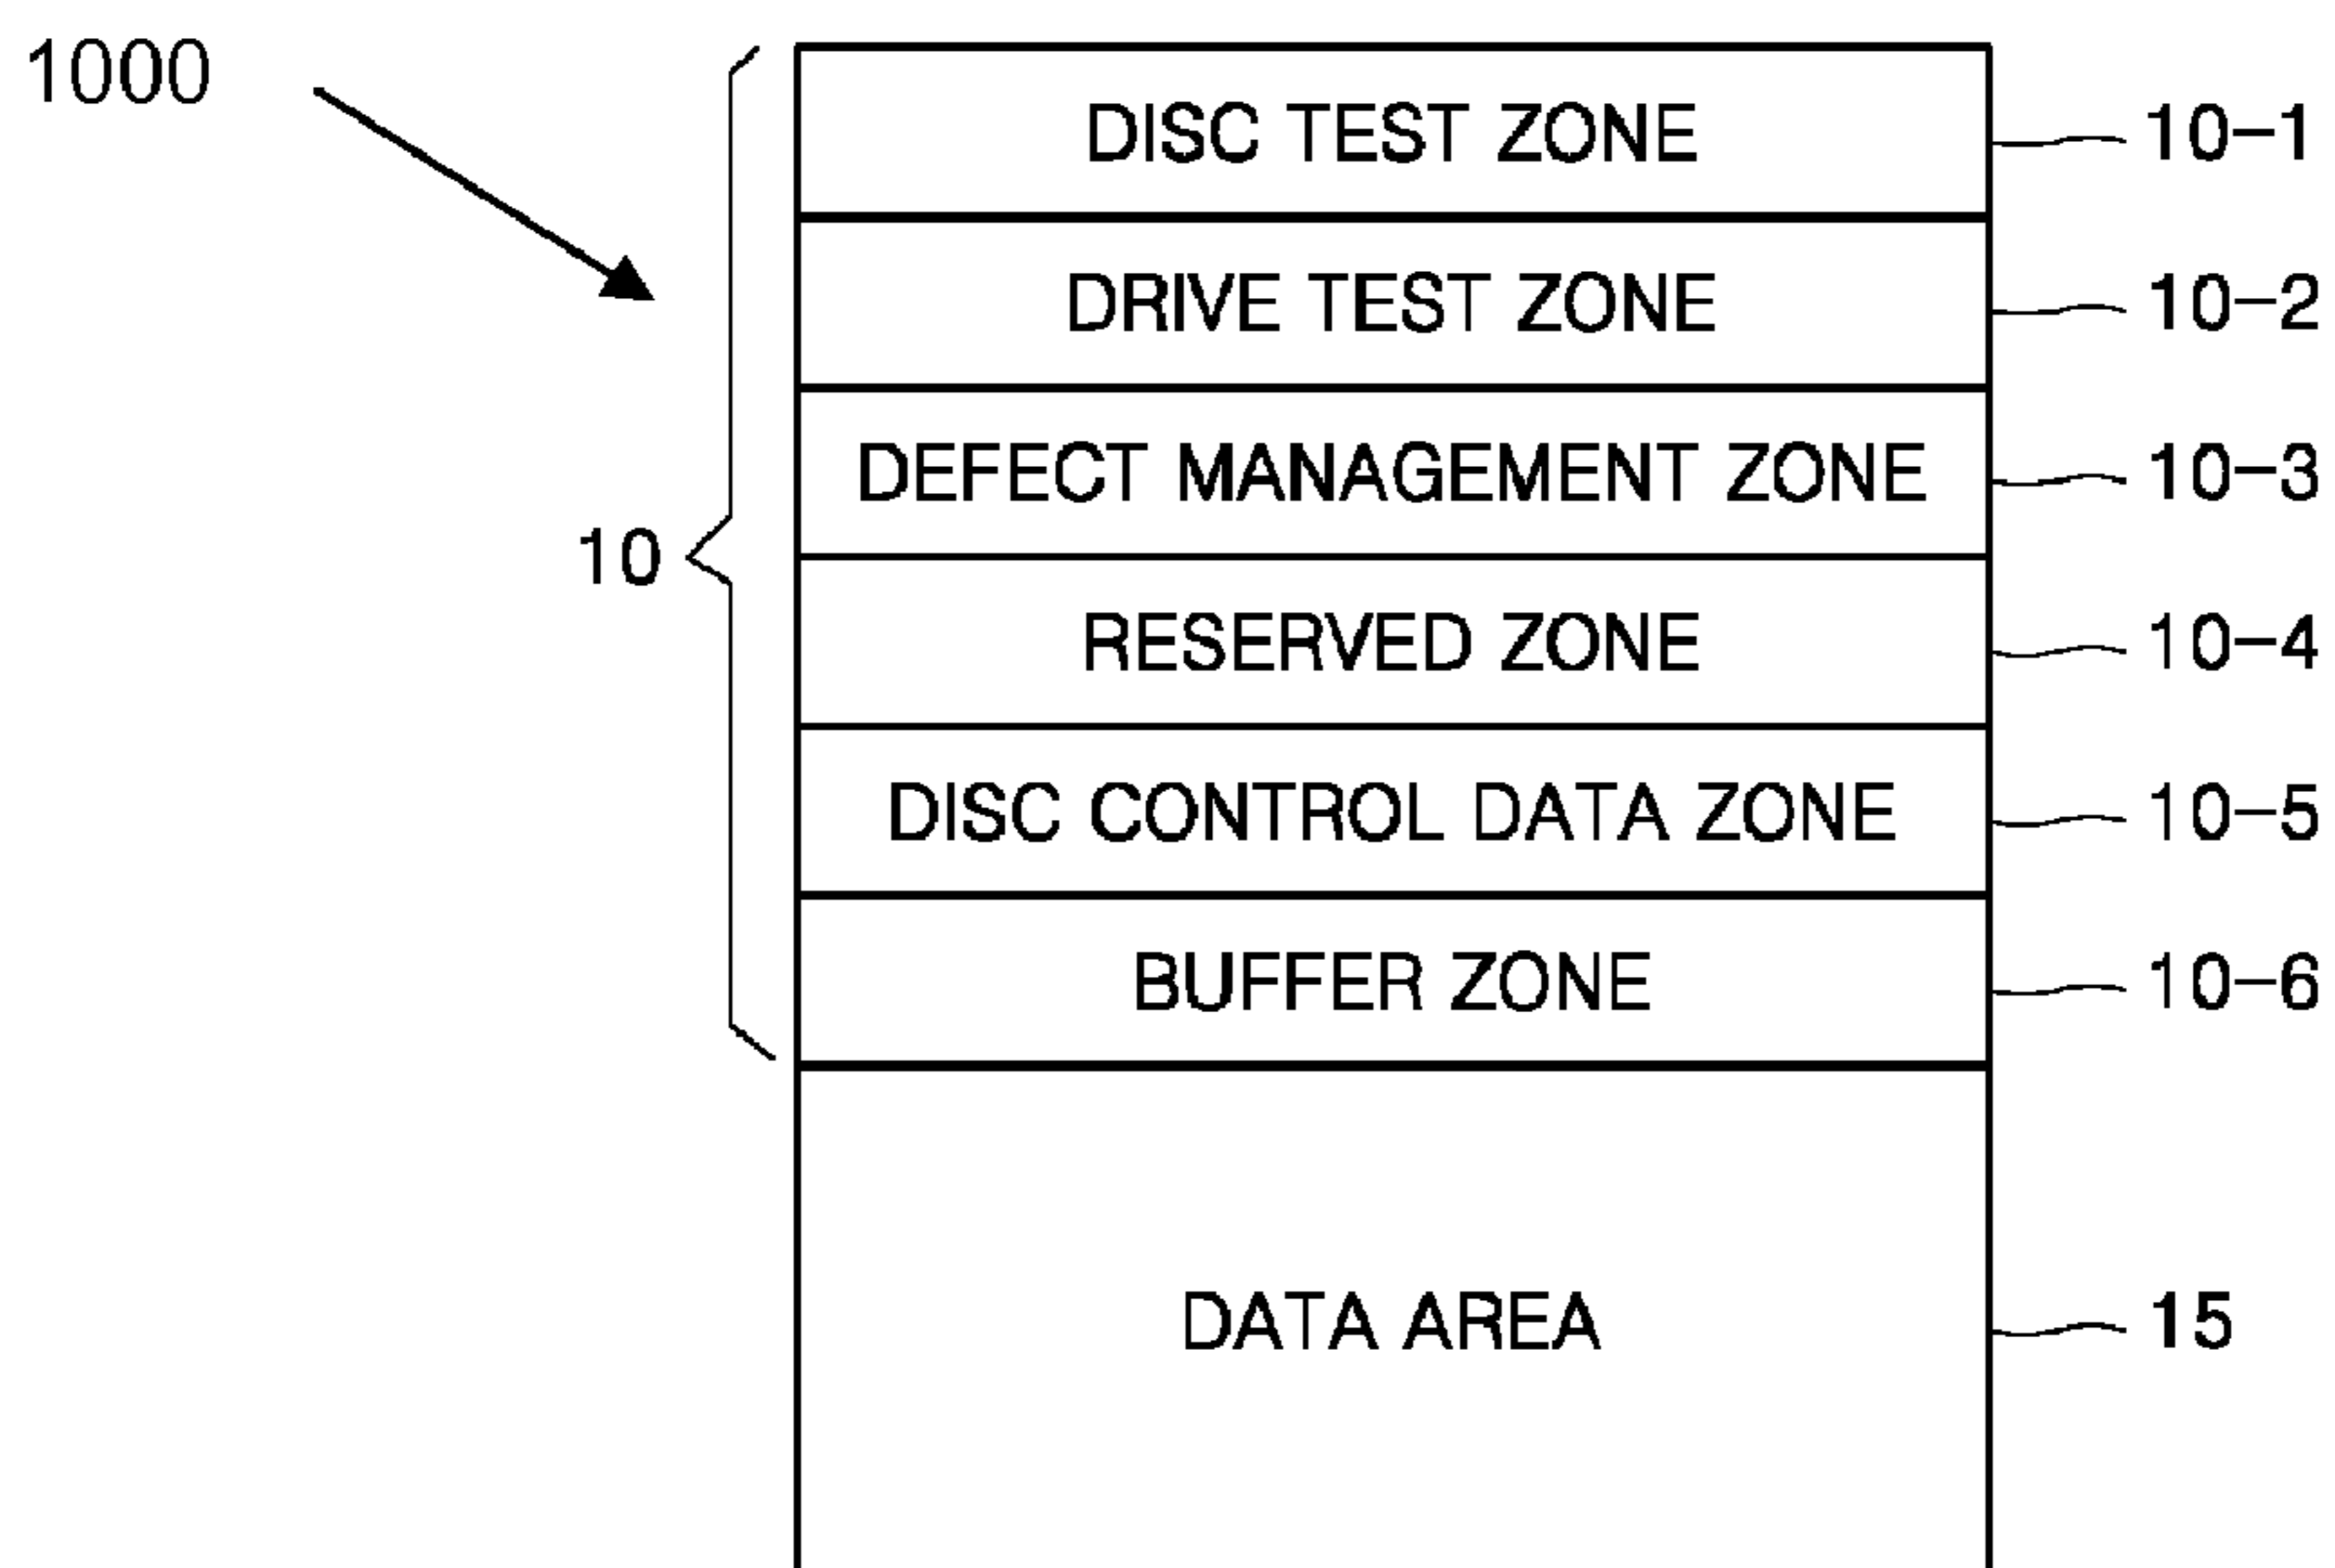 1000
DISC TEST ZONE
10-1
DRIVE TEST ZONE
10-2
DEFECT MANAGEMENT ZONE
10-3
10
RESERVED ZONE
10-4
DISC CONTROL DATA ZONE
10-5
BUFFER ZONE
10-6
DATA AREA
15